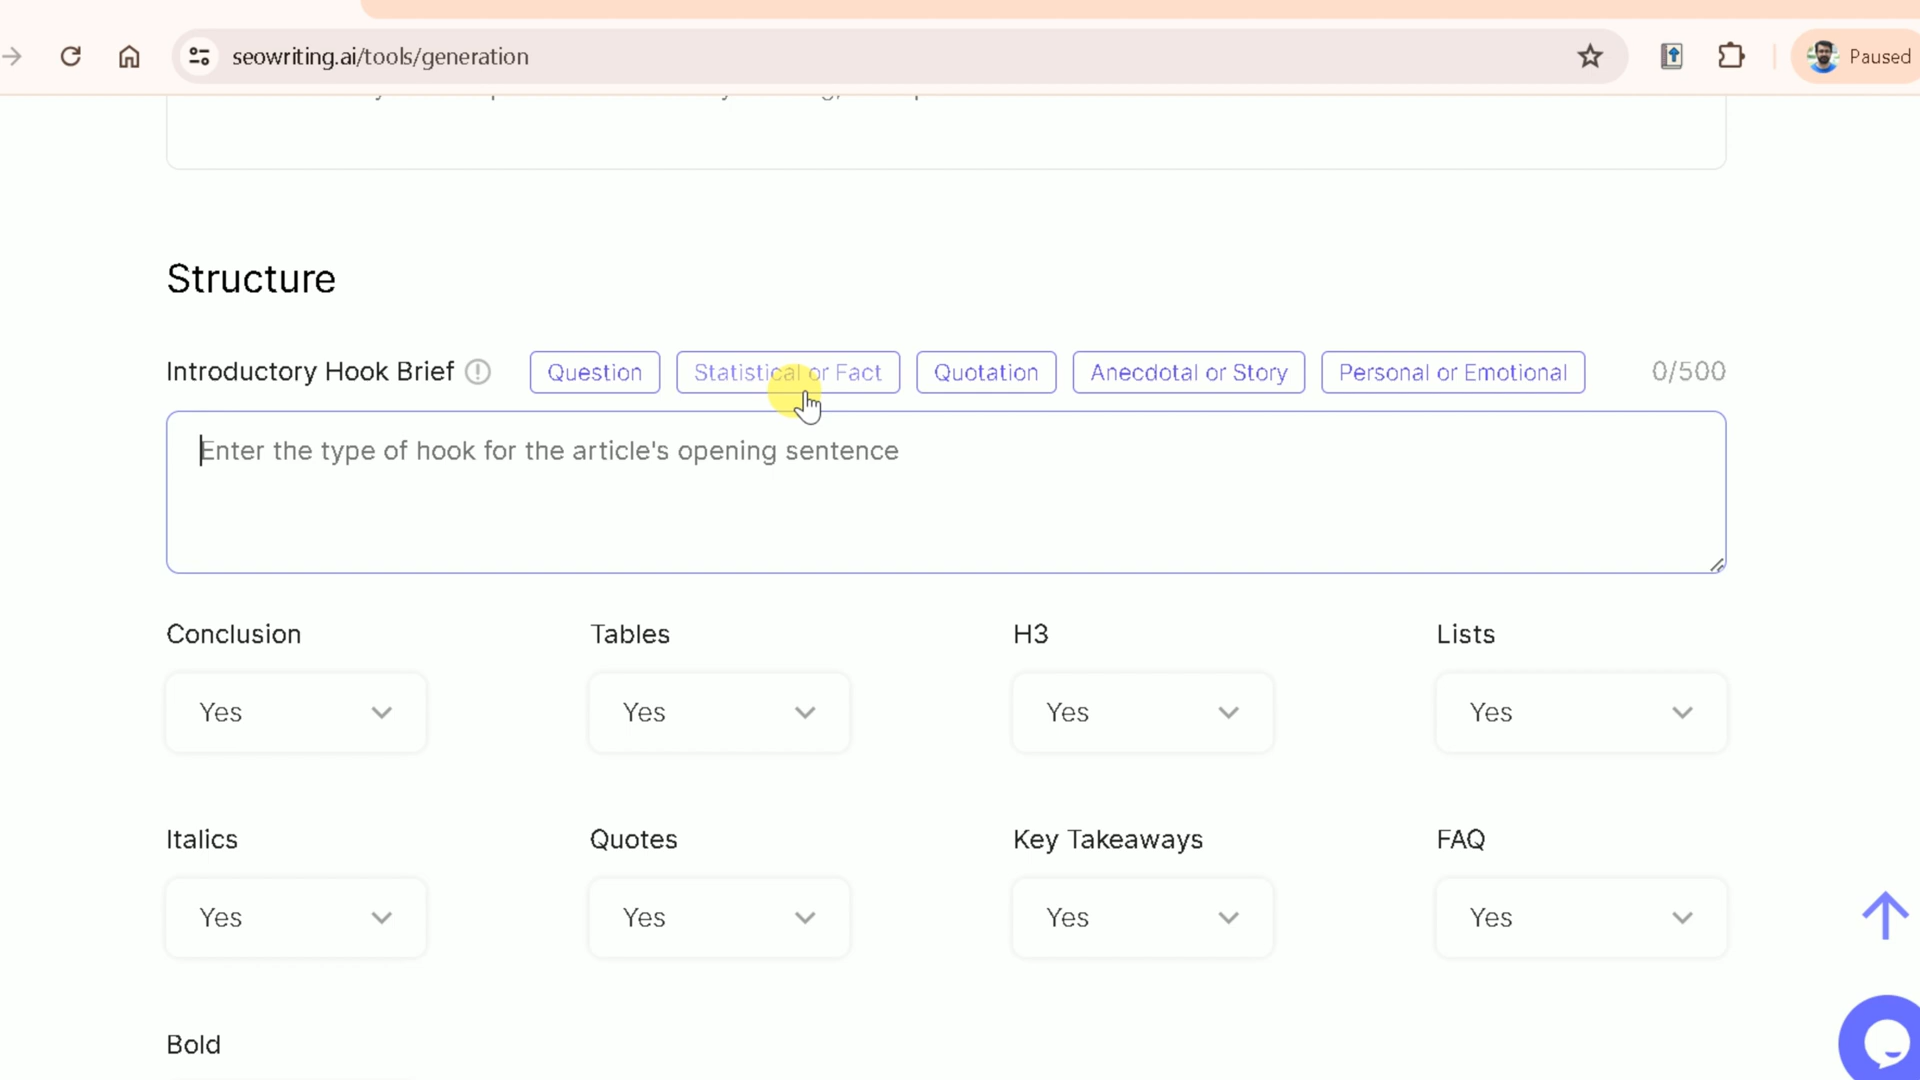 seowriting.ai/tools/generation
Paused
Structure
Introductory Hook Brief
Question
Statistical or Fact
Quotation
Anecdotal or Story
Personal or Emotional
0/500
Enter the type of hook for the article's opening sentence
Conclusion
Tables
H3
Lists
Yes
Yes
Yes
Yes
Italics
Quotes
Key Takeaways
FAQ
Yes
Yes
Yes
Yes
Bold